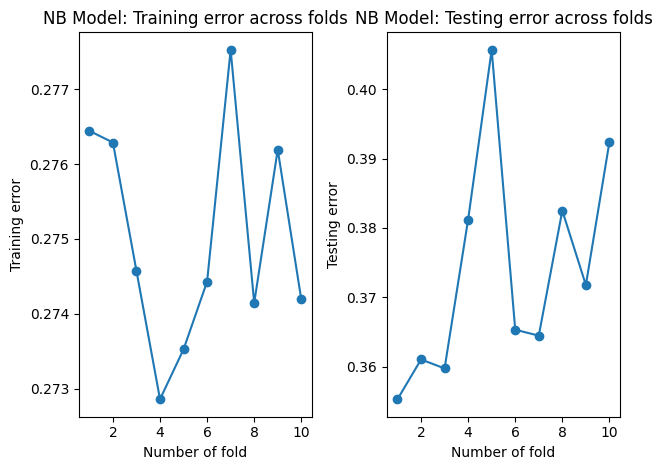 NB Model: Training error across folds
0.277
0.276
0.275
0.274
0.273
Training error
2 4 6 8 10
Number of fold
NB Model: Testing error across folds
0.40
0.39
0.38
0.37
0.36
Testing error
2 4 6 8 10
Number of fold